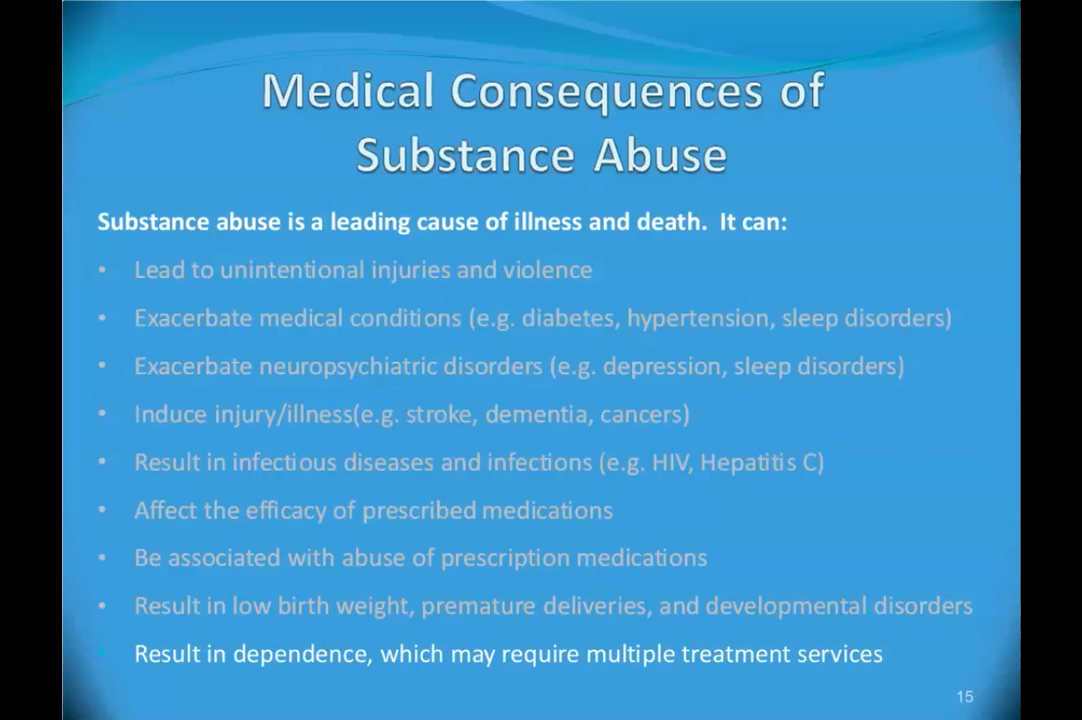 Medical Consequences of
Substance Abuse
Substance abuse is a leading cause of illness and death.  It can:
• Lead to unintentional injuries and violence
• Exacerbate medical conditions (e.g. diabetes, hypertension, sleep disorders)
• Exacerbate neuropsychiatric disorders (e.g. depression, sleep disorders)
• Induce injury/illness(e.g. stroke, dementia, cancers)
• Result in infectious diseases and infections (e.g. HIV, Hepatitis C)
• Affect the efficacy of prescribed medications
• Be associated with abuse of prescription medications
• Result in low birth weight, premature deliveries, and developmental disorders
• Result in dependence, which may require multiple treatment services
15